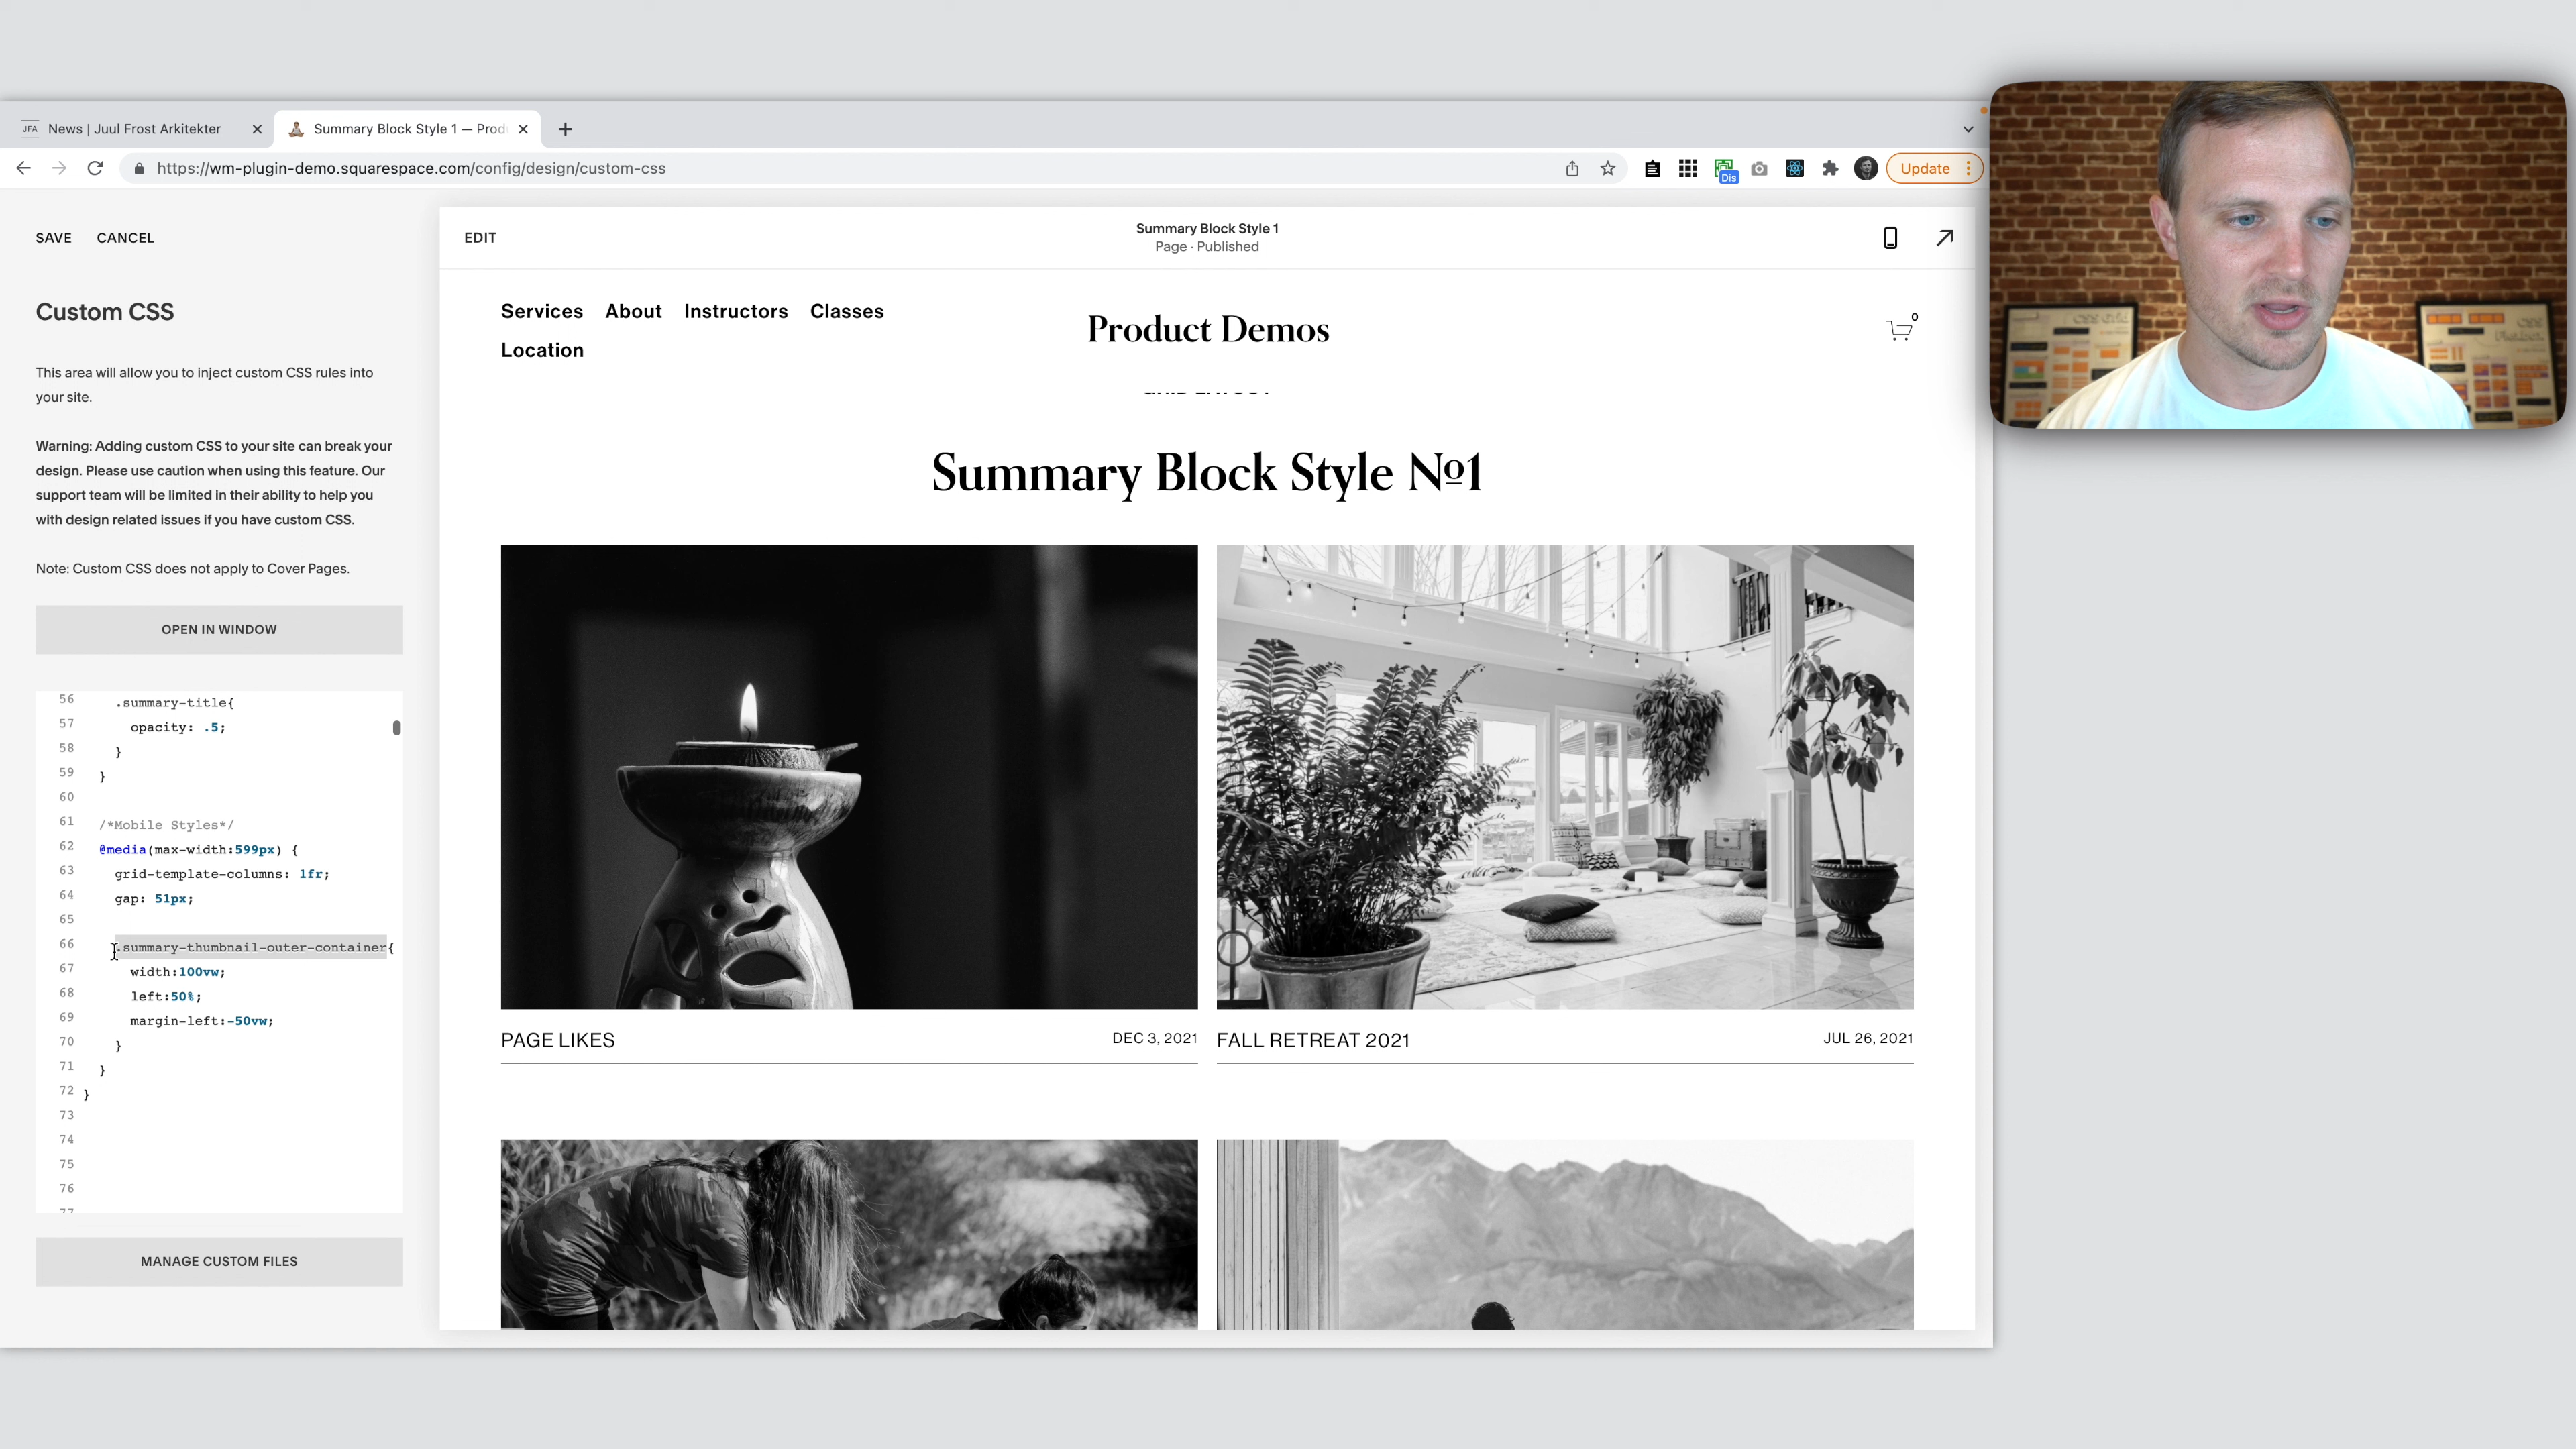 JFA News | Juul Frost Arkitekter
Summary Block Style 1 — Prod
https://wm-plugin-demo.squarespace.com/config/design/custom-css
Dis
Update
SAVE CANCEL
EDIT
Summary Block Style 1
Page · Published
Custom CSS
This area will allow you to inject custom CSS rules into
your site.
Warning: Adding custom CSS to your site can break your
design. Please use caution when using this feature. Our
support team will be limited in their ability to help you
with design related issues if you have custom CSS.
Note: Custom CSS does not apply to Cover Pages.
OPEN IN WINDOW
56 .summary-title{
57 opacity: .5;
58 }
59 }
60
61 /*Mobile Styles*/
62 @media(max-width:599px) {
63 grid-template-columns: 1fr;
64 gap: 51px;
65
66 .summary-thumbnail-outer-container{
67 width:100vw;
68 left:50%;
69 margin-left:-50vw;
70 }
71 }
72 }
73
74
75
76
77
MANAGE CUSTOM FILES
Services About Instructors Classes
Location
Product Demos
0
Summary Block Style №1
PAGE LIKES DEC 3, 2021
FALL RETREAT 2021 JUL 26, 2021